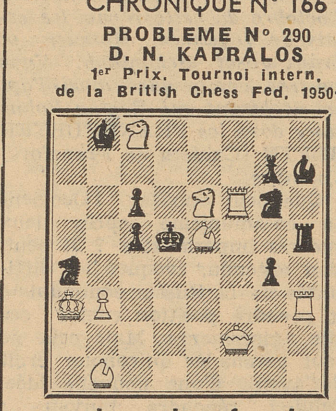 CHRONIQUE N° 166
PROBLEME N° 290
D. N. KAPRALOS
1er Prix. Tournoi intern.
de la British Chess Fed. 1950